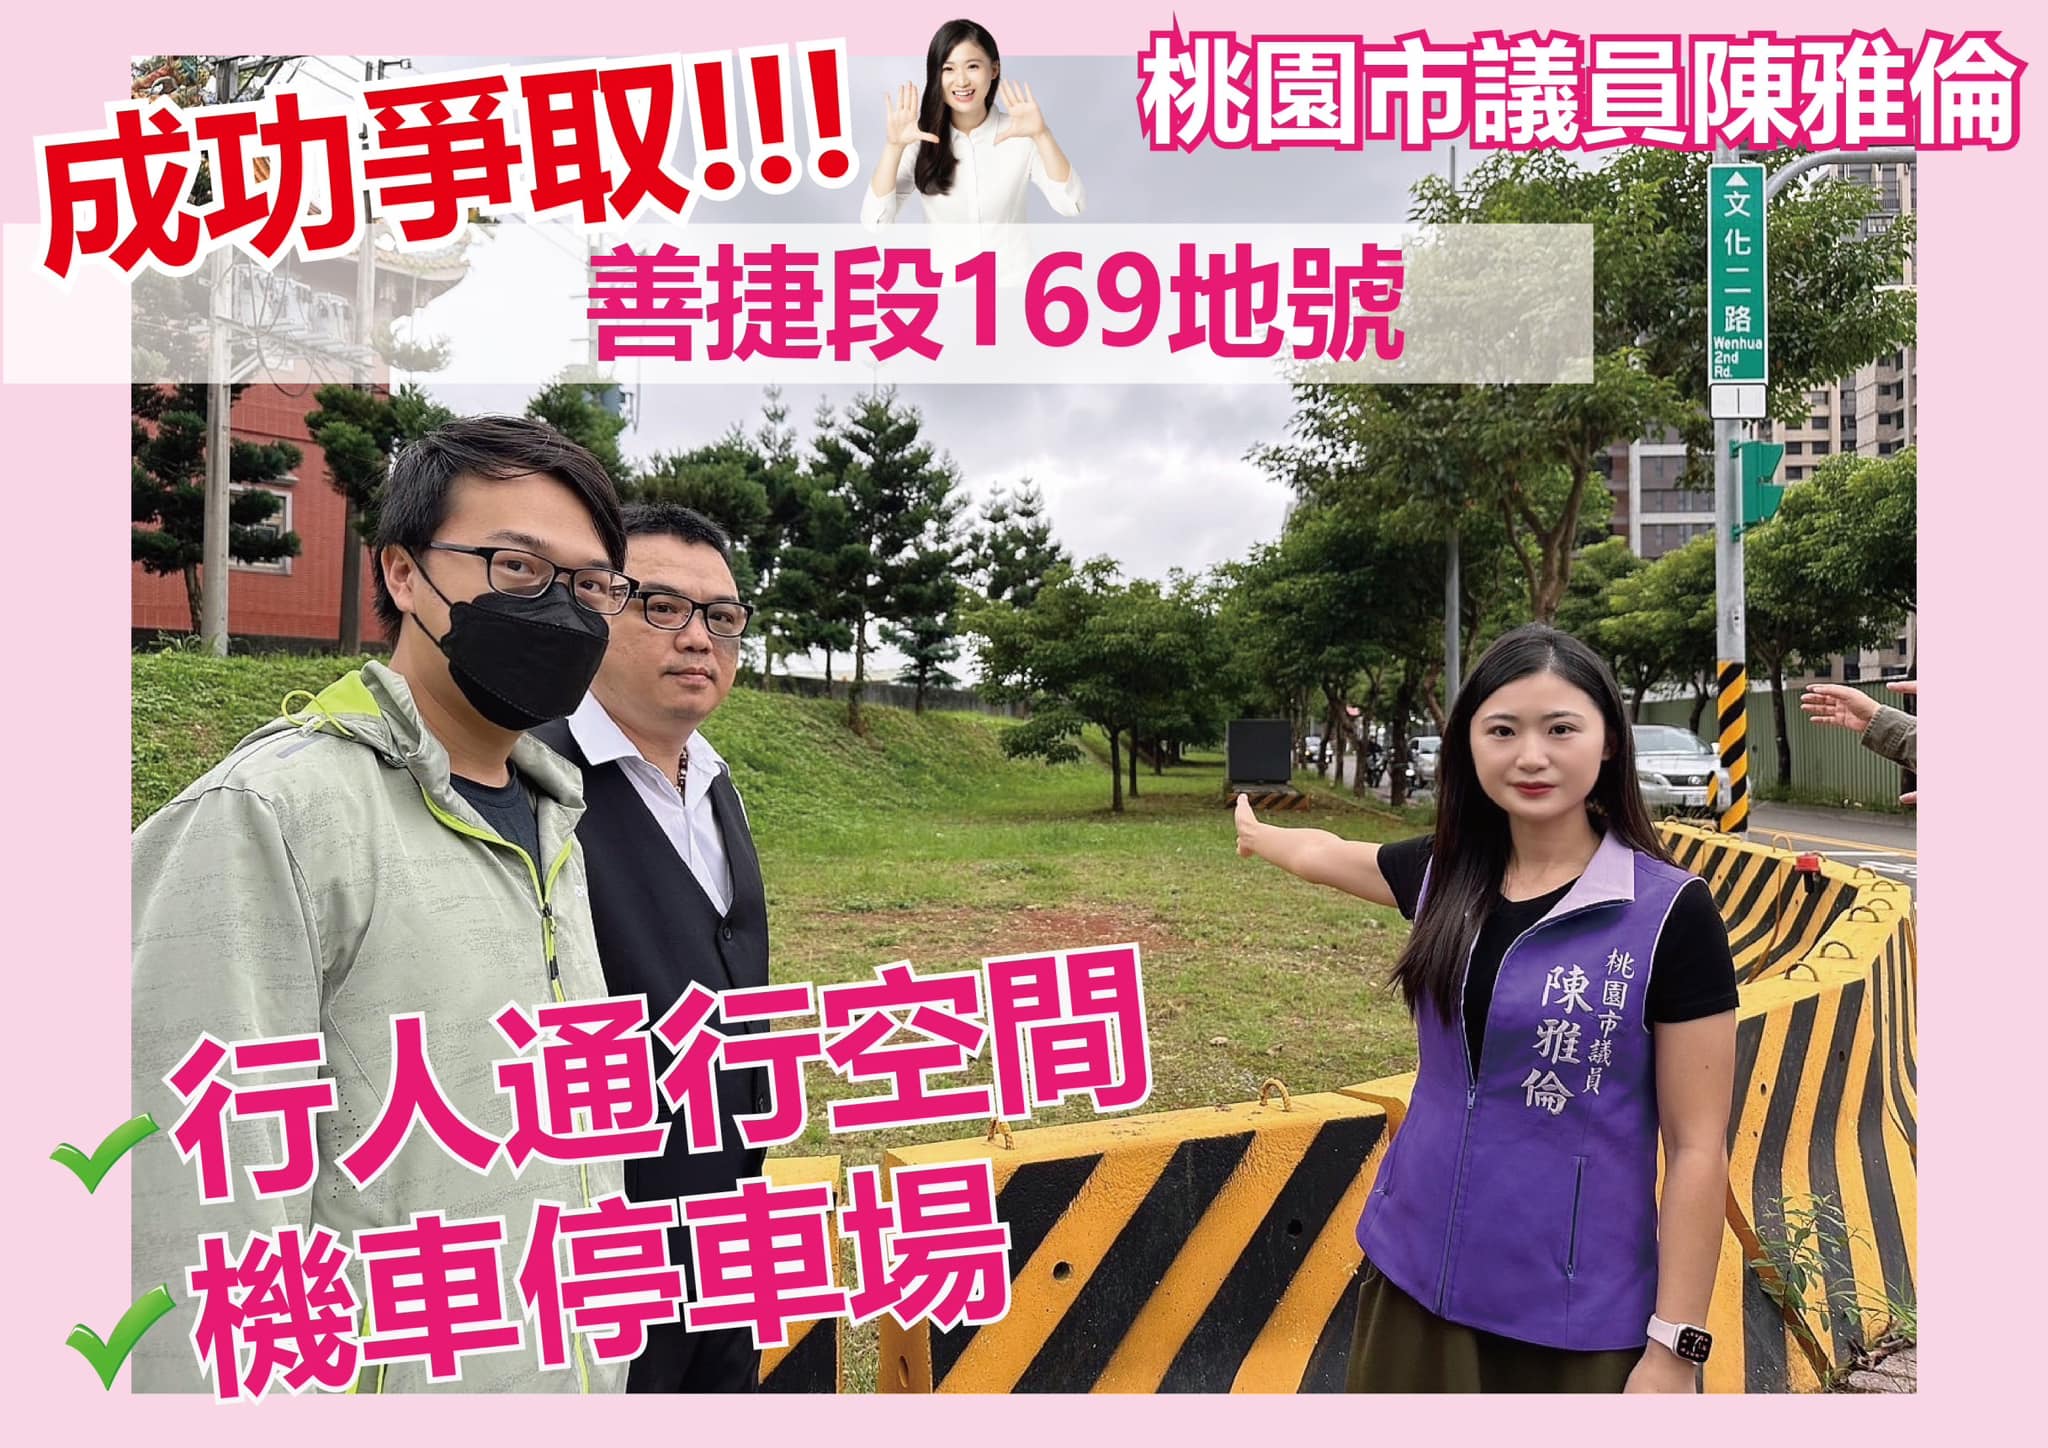 成功爭取!!!
桃園市議員陳雅倫
善捷段169地號
文化二路
Wenhua
2nd
Rd.
桃園市議員
陳雅倫
行人通行空間
機車停車場